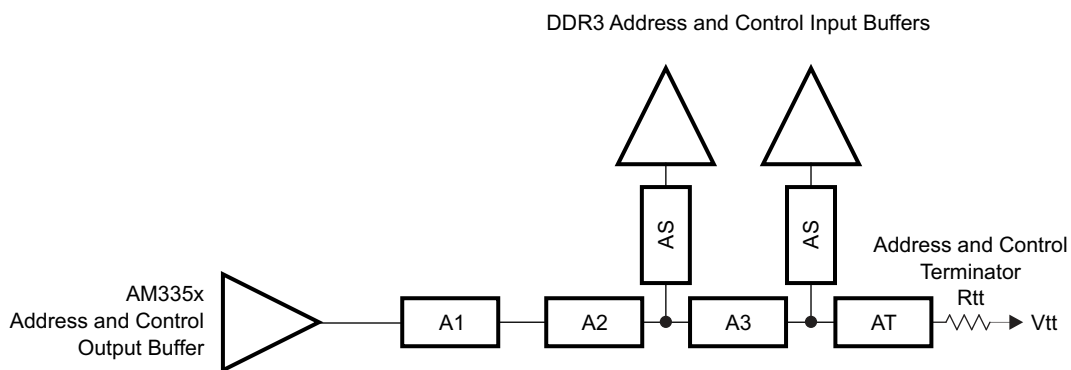 DDR3 Address and Control Input Buffers
AS
AS
Address and Control
Terminator
Rtt
AM335x
Address and Control
Output Buffer
A1
A2
A3
AT
Vtt